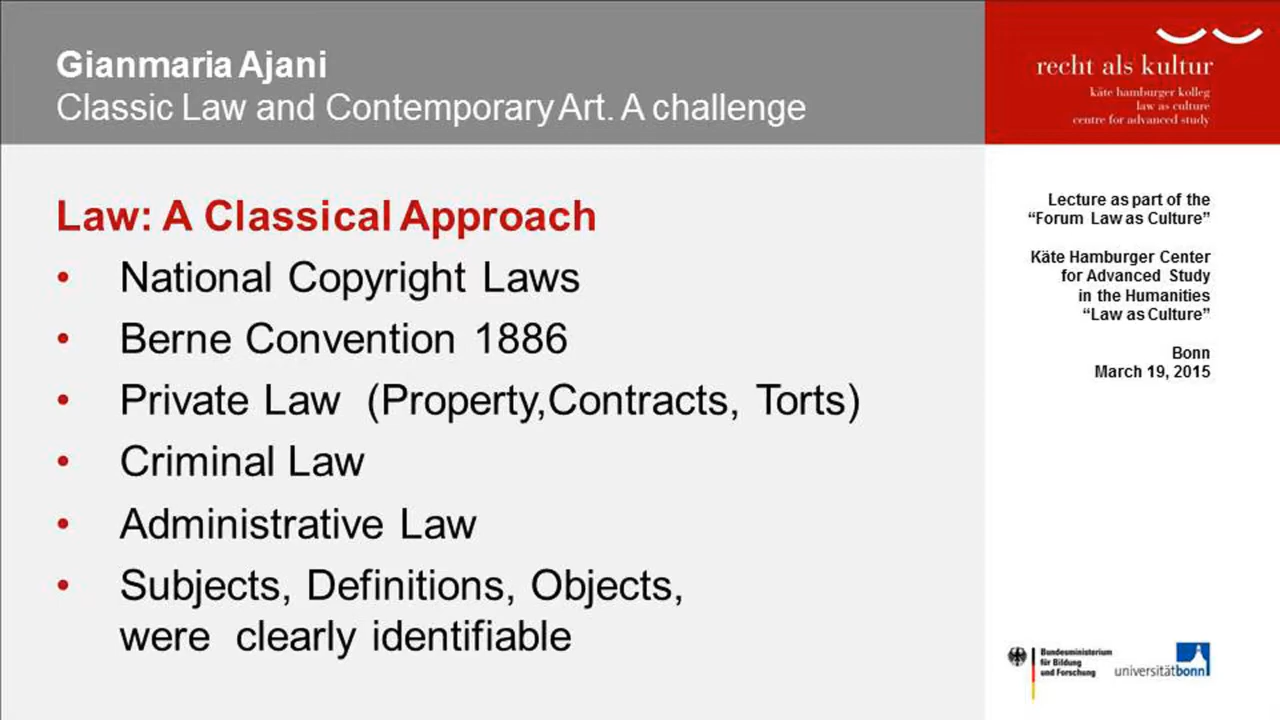 Gianmaria Ajani
Classic Law and Contemporary Art. A challenge
recht als kultur
käte hamburger kolleg
law as culture
centre for advanced study
Law: A Classical Approach
• National Copyright Laws
• Berne Convention 1886
• Private Law (Property,Contracts, Torts)
• Criminal Law
• Administrative Law
• Subjects, Definitions, Objects,
were clearly identifiable
Lecture as part of the
“Forum Law as Culture”
Käte Hamburger Center
for Advanced Study
in the Humanities
“Law as Culture”
Bonn
March 19, 2015
Bundesministerium
für Bildung
und Forschung
universitätbonn